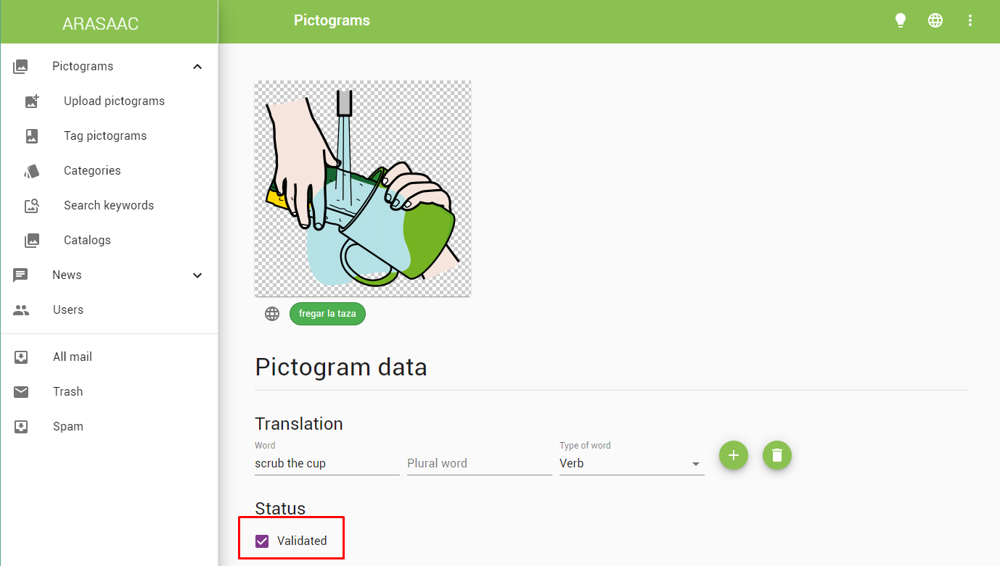 ARASAAC
Pictograms
Pictograms
Upload pictograms
Tag pictograms
Categories
Search keywords
Catalogs
News
Users
All mail
Trash
Spam
fregar la taza
Pictogram data
Translation
Word
scrub the cup
Plural word
Type of word
Verb
Status
Validated